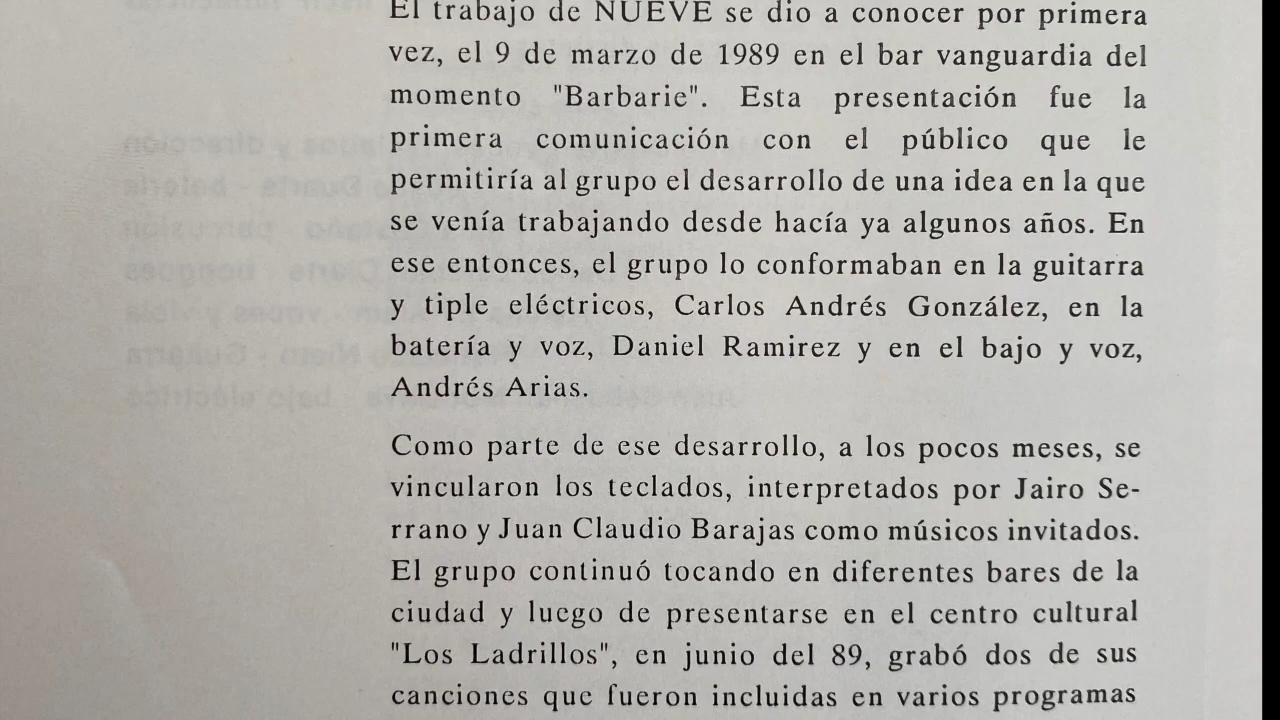 El trabajo de NUEVE se dio a conocer por primera
vez, el 9 de marzo de 1989 en el bar vanguardia del
momento "Barbarie". Esta presentación fue la
primera comunicación con el público que le
permitiría al grupo el desarrollo de una idea en la que
se venía trabajando desde hacía ya algunos años. En
ese entonces, el grupo lo conformaban en la guitarra
y tiple eléctricos, Carlos Andrés González, en la
batería y voz, Daniel Ramirez y en el bajo y voz,
Andrés Arias.
Como parte de ese desarrollo, a los pocos meses, se
vincularon los teclados, interpretados por Jairo Se-
rrano y Juan Claudio Barajas como músicos invitados.
El grupo continuó tocando en diferentes bares de la
ciudad y luego de presentarse en el centro cultural
"Los Ladrillos", en junio del 89, grabó dos de sus
canciones que fueron incluidas en varios programas